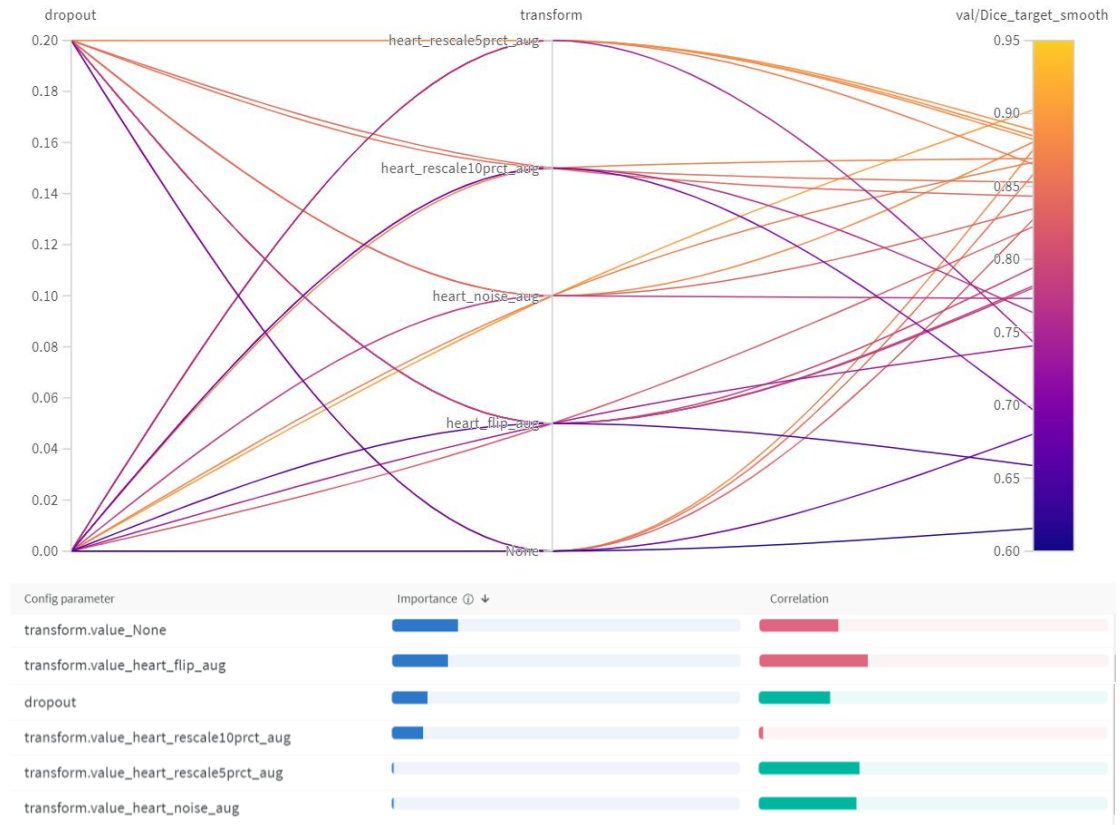 dropout transform val/Dice_target_smooth
0.20 heart_rescale5prct_aug 0.95
0.18
0.90
0.16
0.14 heart_rescale10prct_aug
0.85
0.12
0.80
0.10 heart_noise_aug
0.75
0.08
0.06
0.70
heart_flip_aug
0.04
0.65
0.02
0.00 None 0.60
Config parameter Importance Correlation
transform.value_None
transform.value_heart_flip_aug
dropout
transform.value_heart_rescale10prct_aug
transform.value_heart_rescale5prct_aug
transform.value_heart_noise_aug